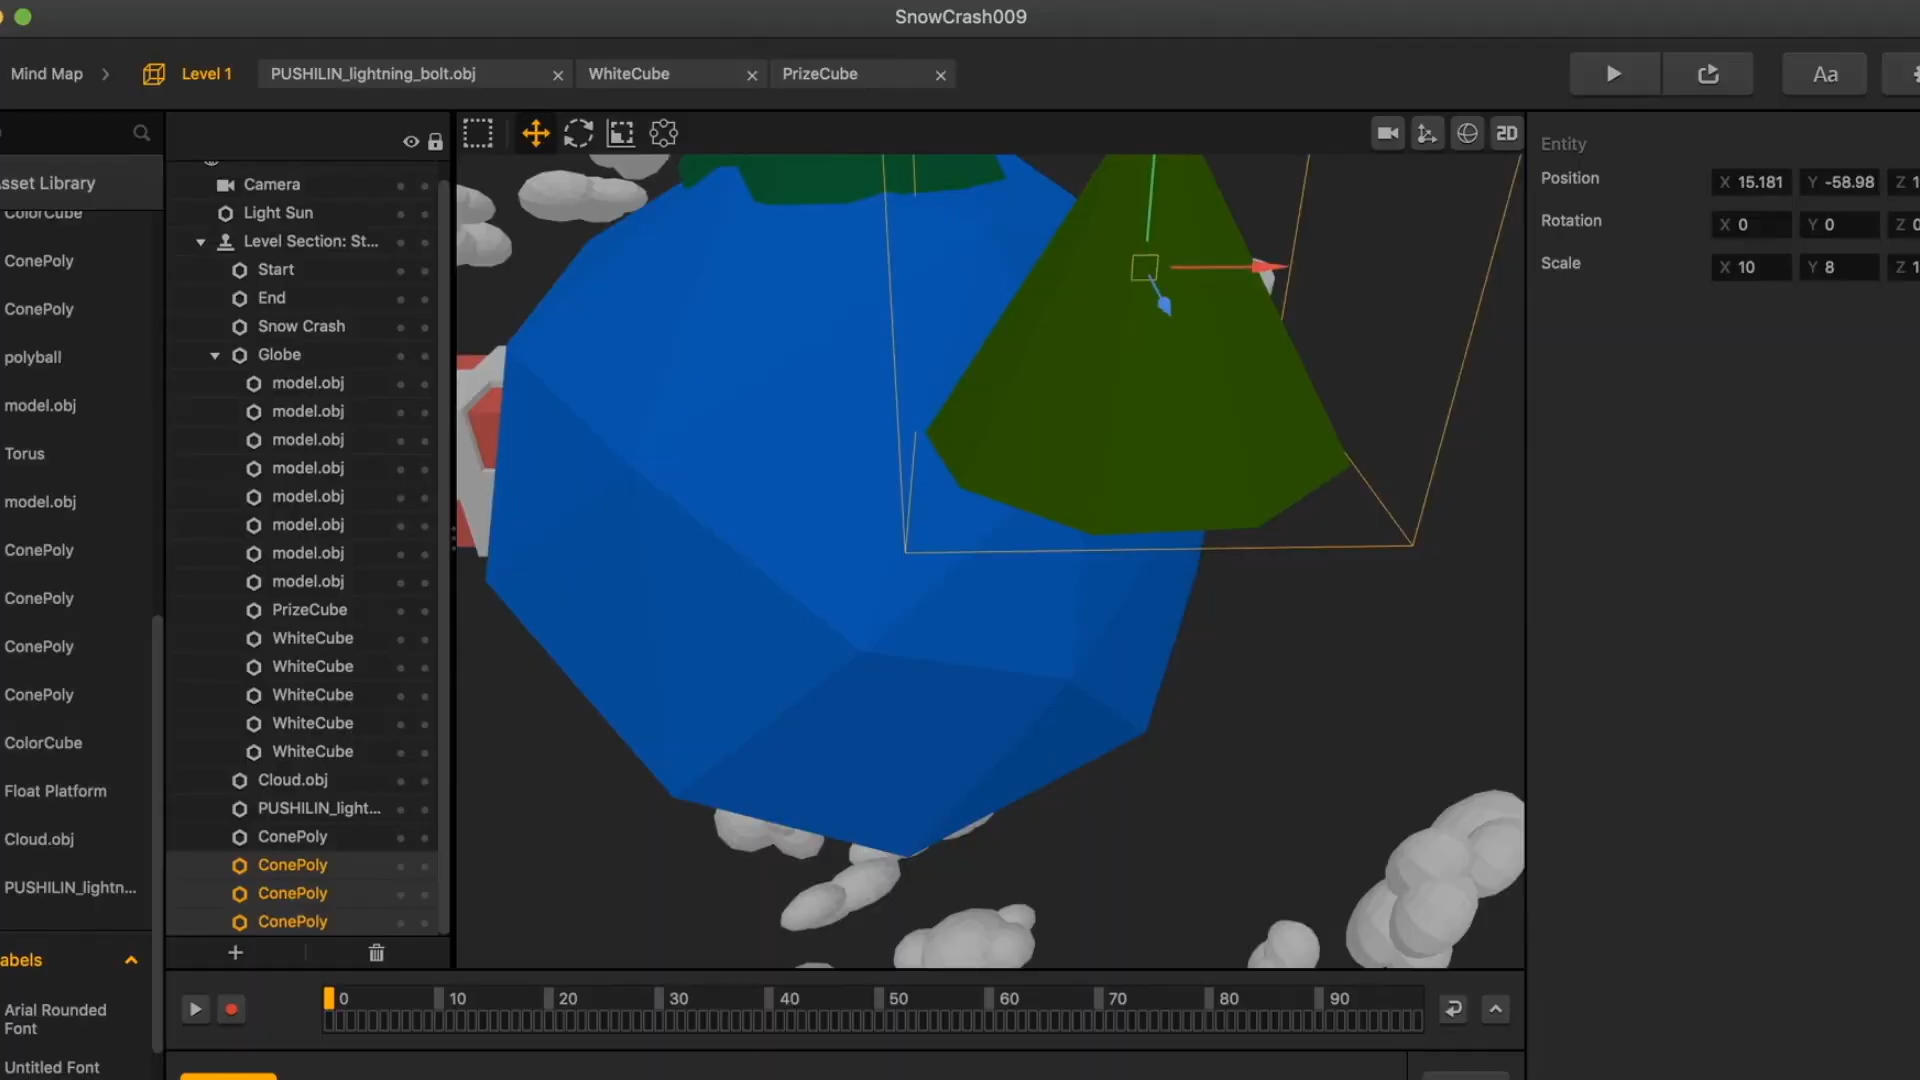 SnowCrash009
Mind Map
Level 1
PUSHILIN_lightning_bolt.obj
WhiteCube
PrizeCube
Aa
2D
sset Library
ColorCube
ConePoly
ConePoly
polyball
model.obj
Torus
model.obj
ConePoly
ConePoly
ConePoly
ConePoly
ColorCube
Float Platform
Cloud.obj
PUSHILIN_lightn...
abels
Arial Rounded
Font
Untitled Font
Camera
Light Sun
Level Section: St...
Start
End
Snow Crash
Globe
model.obj
model.obj
model.obj
model.obj
model.obj
model.obj
model.obj
model.obj
PrizeCube
WhiteCube
WhiteCube
WhiteCube
WhiteCube
WhiteCube
Cloud.obj
PUSHILIN_light...
ConePoly
ConePoly
ConePoly
ConePoly
0 10 20 30 40 50 60 70 80 90
Entity
Position X 15.181 Y -58.98 Z 1
Rotation X 0 Y 0 Z 0
Scale X 10 Y 8 Z 1